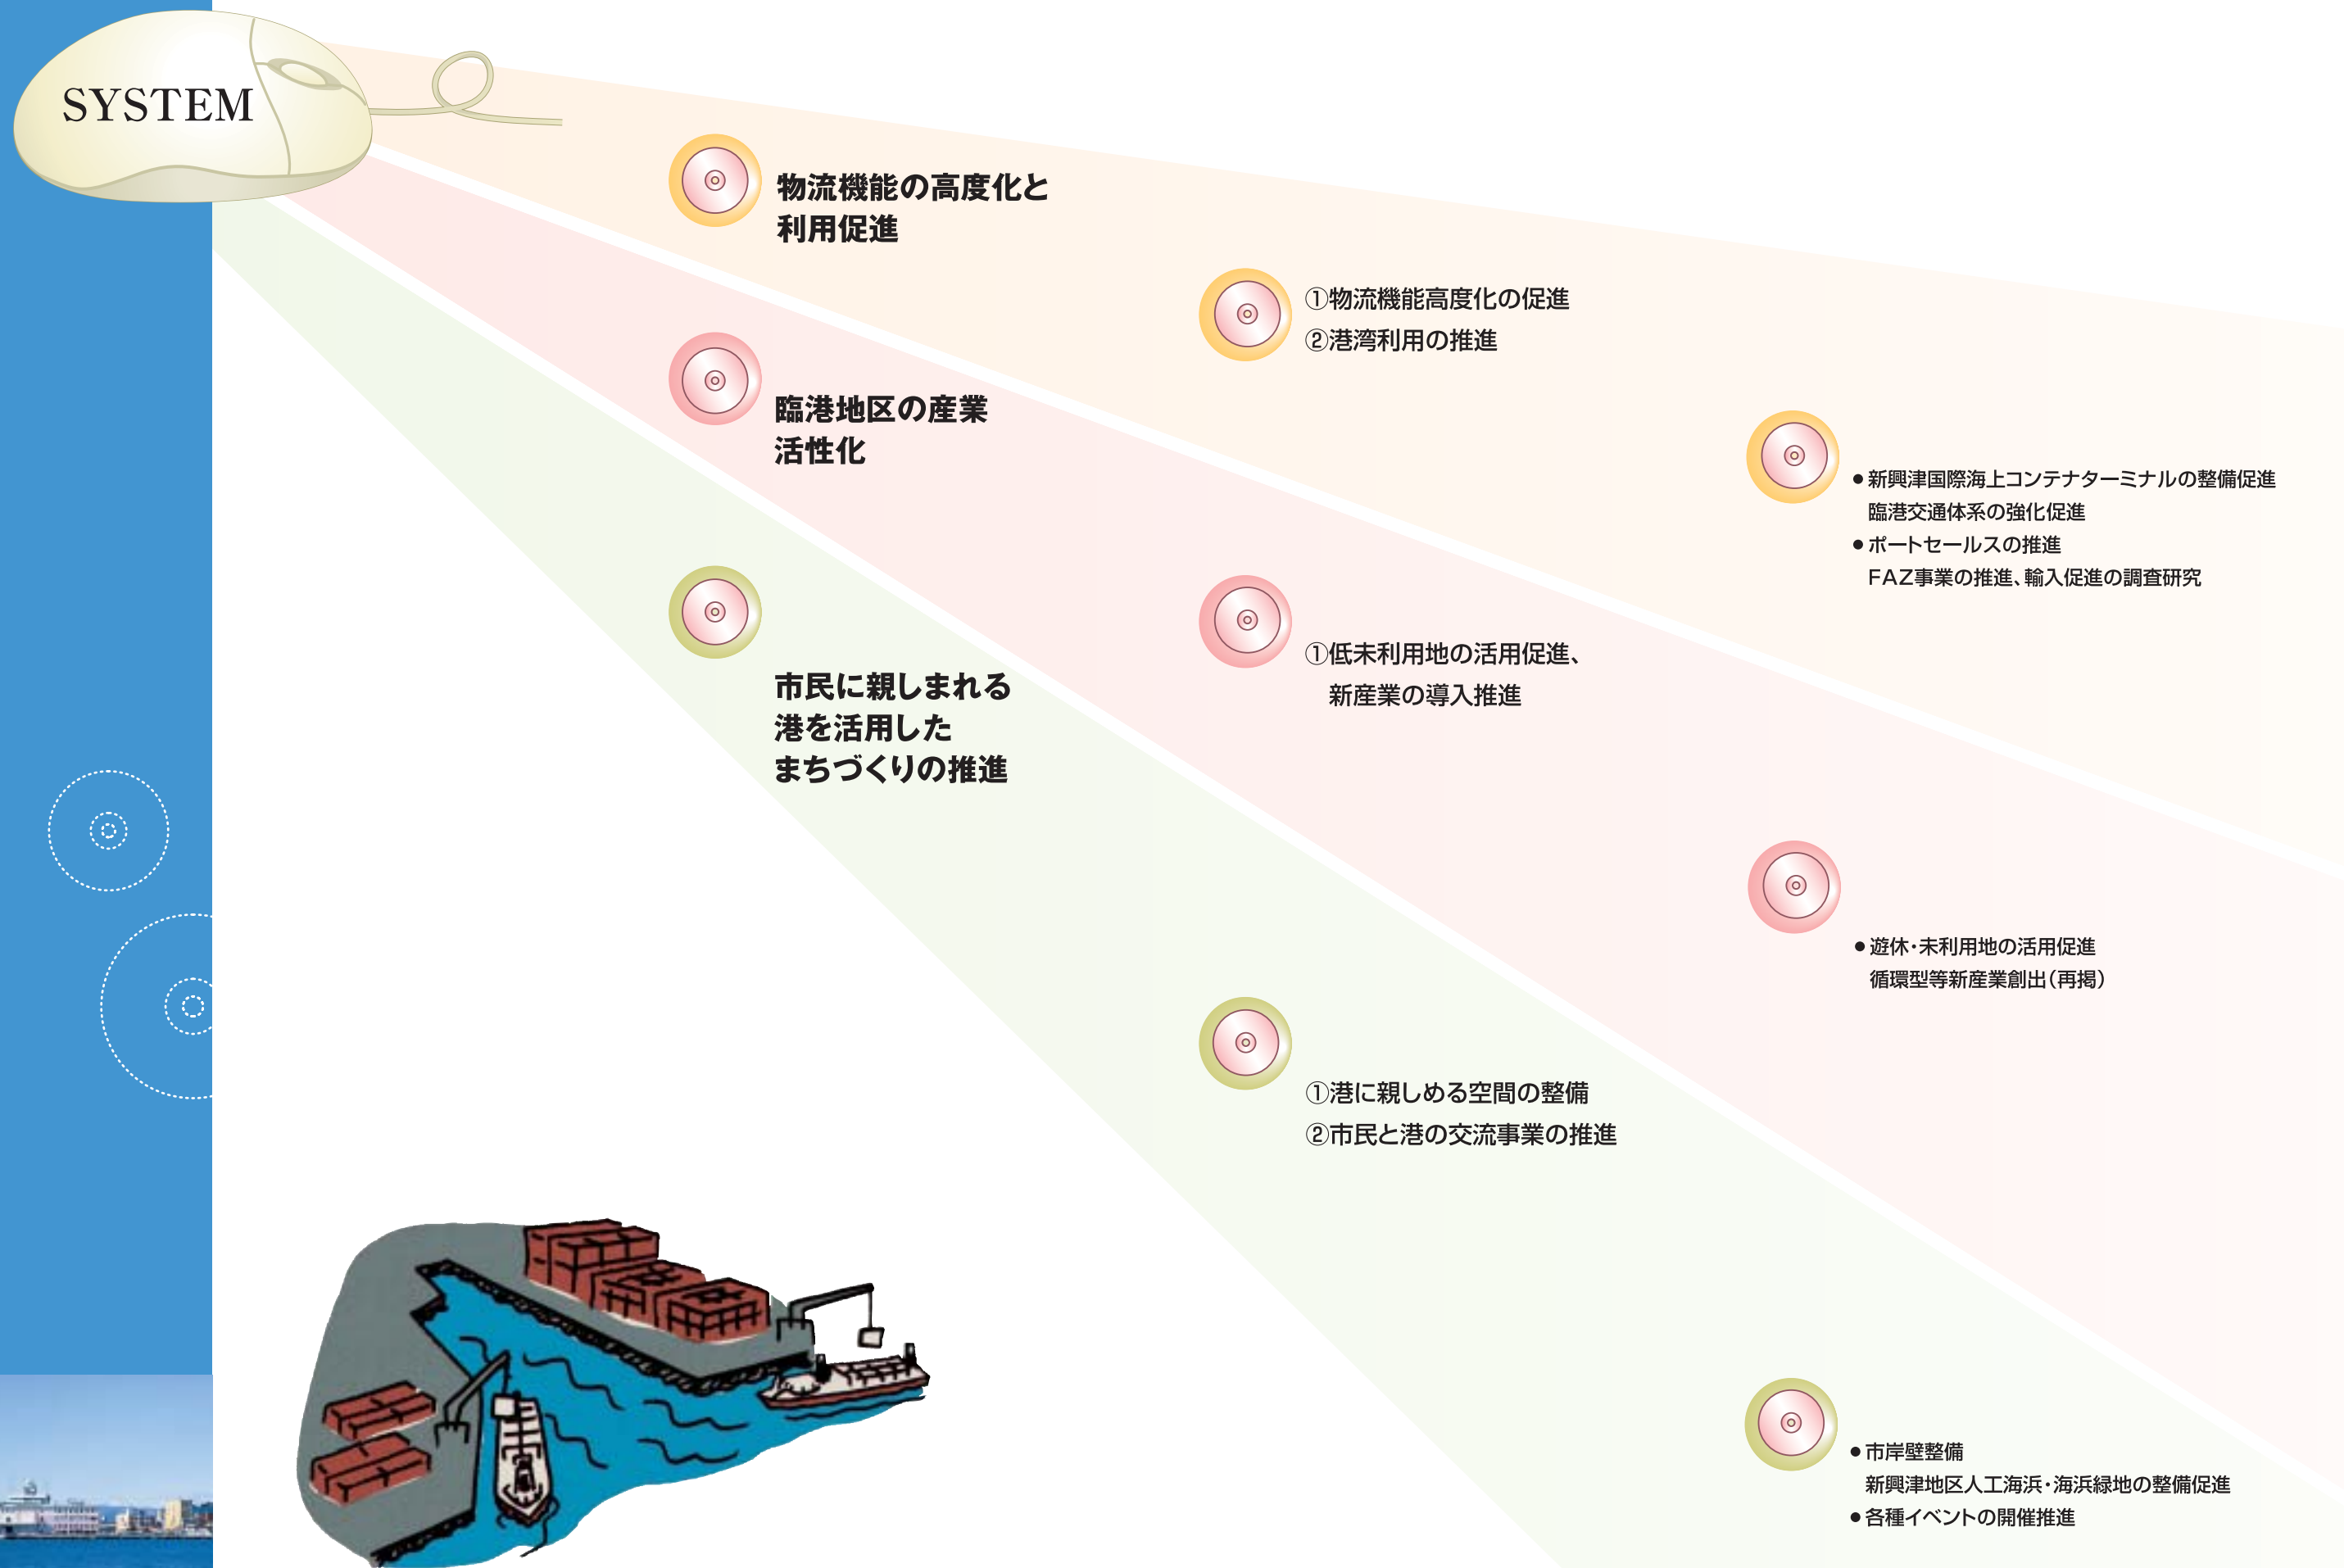 SYSTEM
物流機能の高度化と
利用促進
①物流機能高度化の促進
②港湾利用の推進
●新興津国際海上コンテナターミナルの整備促進
臨港交通体系の強化促進
●ポートセールスの推進
FAZ事業の推進、輸入促進の調査研究
臨港地区の産業
活性化
①低未利用地の活用促進、
新産業の導入推進
●遊休・未利用地の活用促進
循環型等新産業創出（再掲）
市民に親しまれる
港を活用した
まちづくりの推進
①港に親しめる空間の整備
②市民と港の交流事業の推進
●市岸壁整備
新興津地区人工海浜・海浜緑地の整備促進
●各種イベントの開催推進